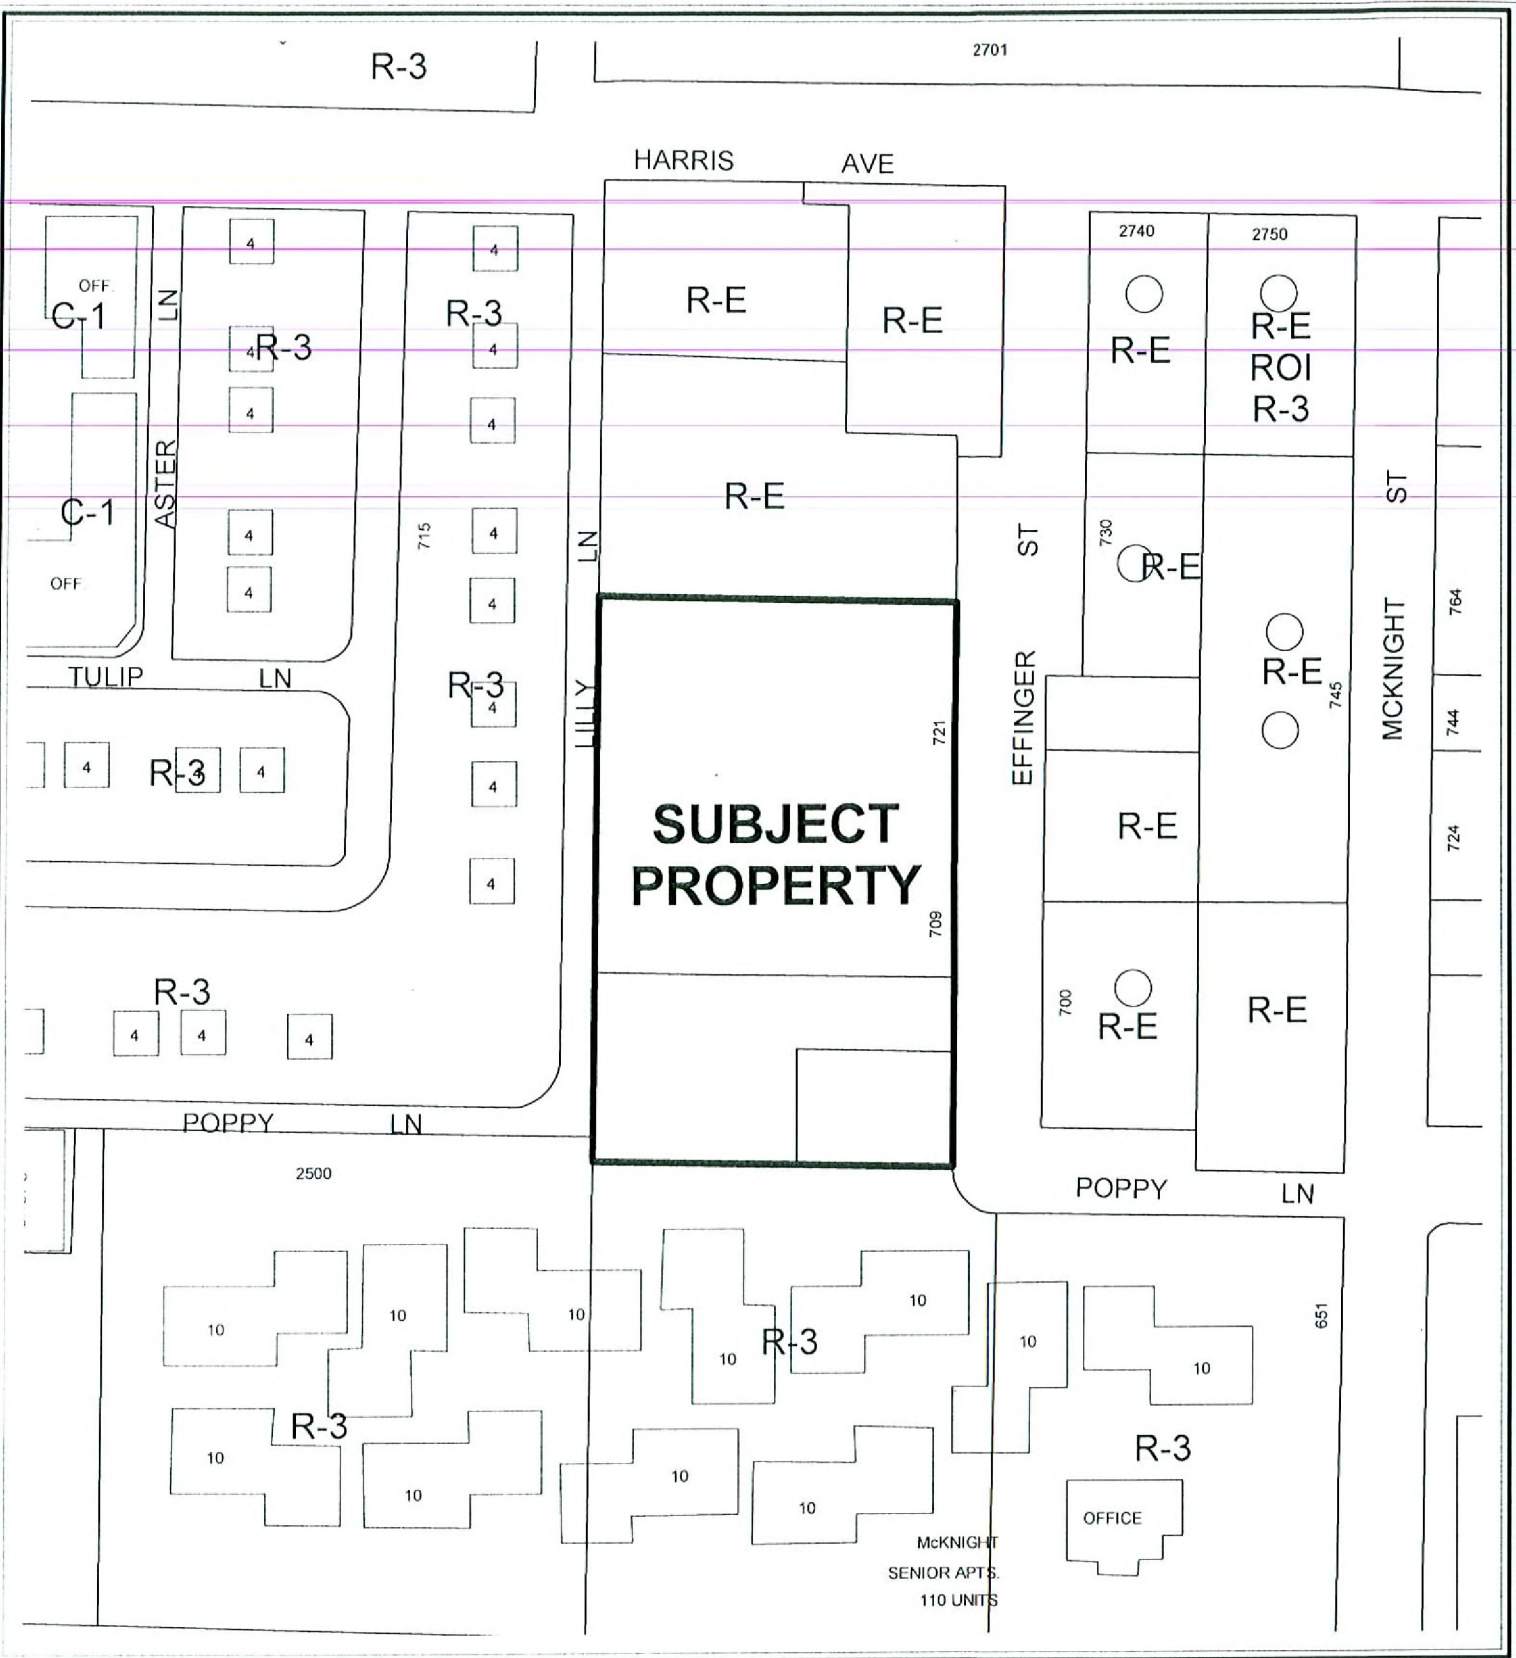 R-3
2701
HARRIS AVE
2740
2750
4
4
OFF.
C-1
LN
R-3
R-E
R-E
R-E
R-E
ROI
R-3
4
R-3
4
4
4
ASTER
C-1
R-E
ST
715
LN
ST
730
R-E
4
4
OFF.
4
4
764
TULIP LN
R-3
4
LILLY
EFFINGER
R-E
745
MCKNIGHT
744
721
4
R-3
4
4
4
SUBJECT
PROPERTY
R-E
724
4
709
R-3
4
4
4
700
R-E
R-E
POPPY LN
2500
POPPY LN
10
10
10
10
R-3
10
10
10
651
R-3
10
10
10
10
R-3
OFFICE
McKNIGHT
SENIOR APTS.
110 UNITS